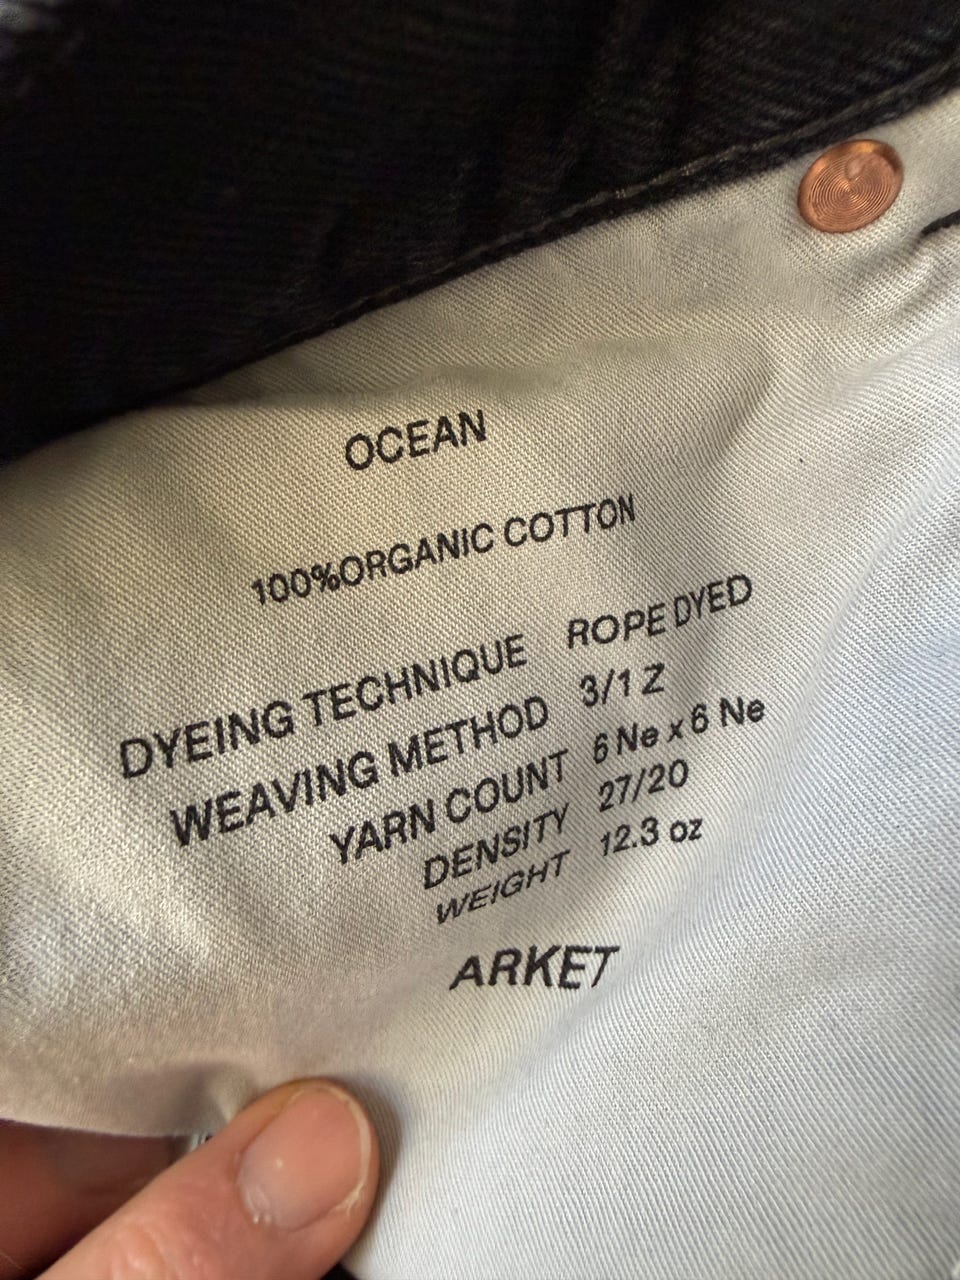 OCEAN
100%ORGANIC COTTON
DYEING TECHNIQUE ROPE DYED
WEAVING METHOD 3/1 Z
YARN COUNT 6 Ne x 6 Ne
DENSITY 27/20
WEIGHT 12.3 oz
ARKET